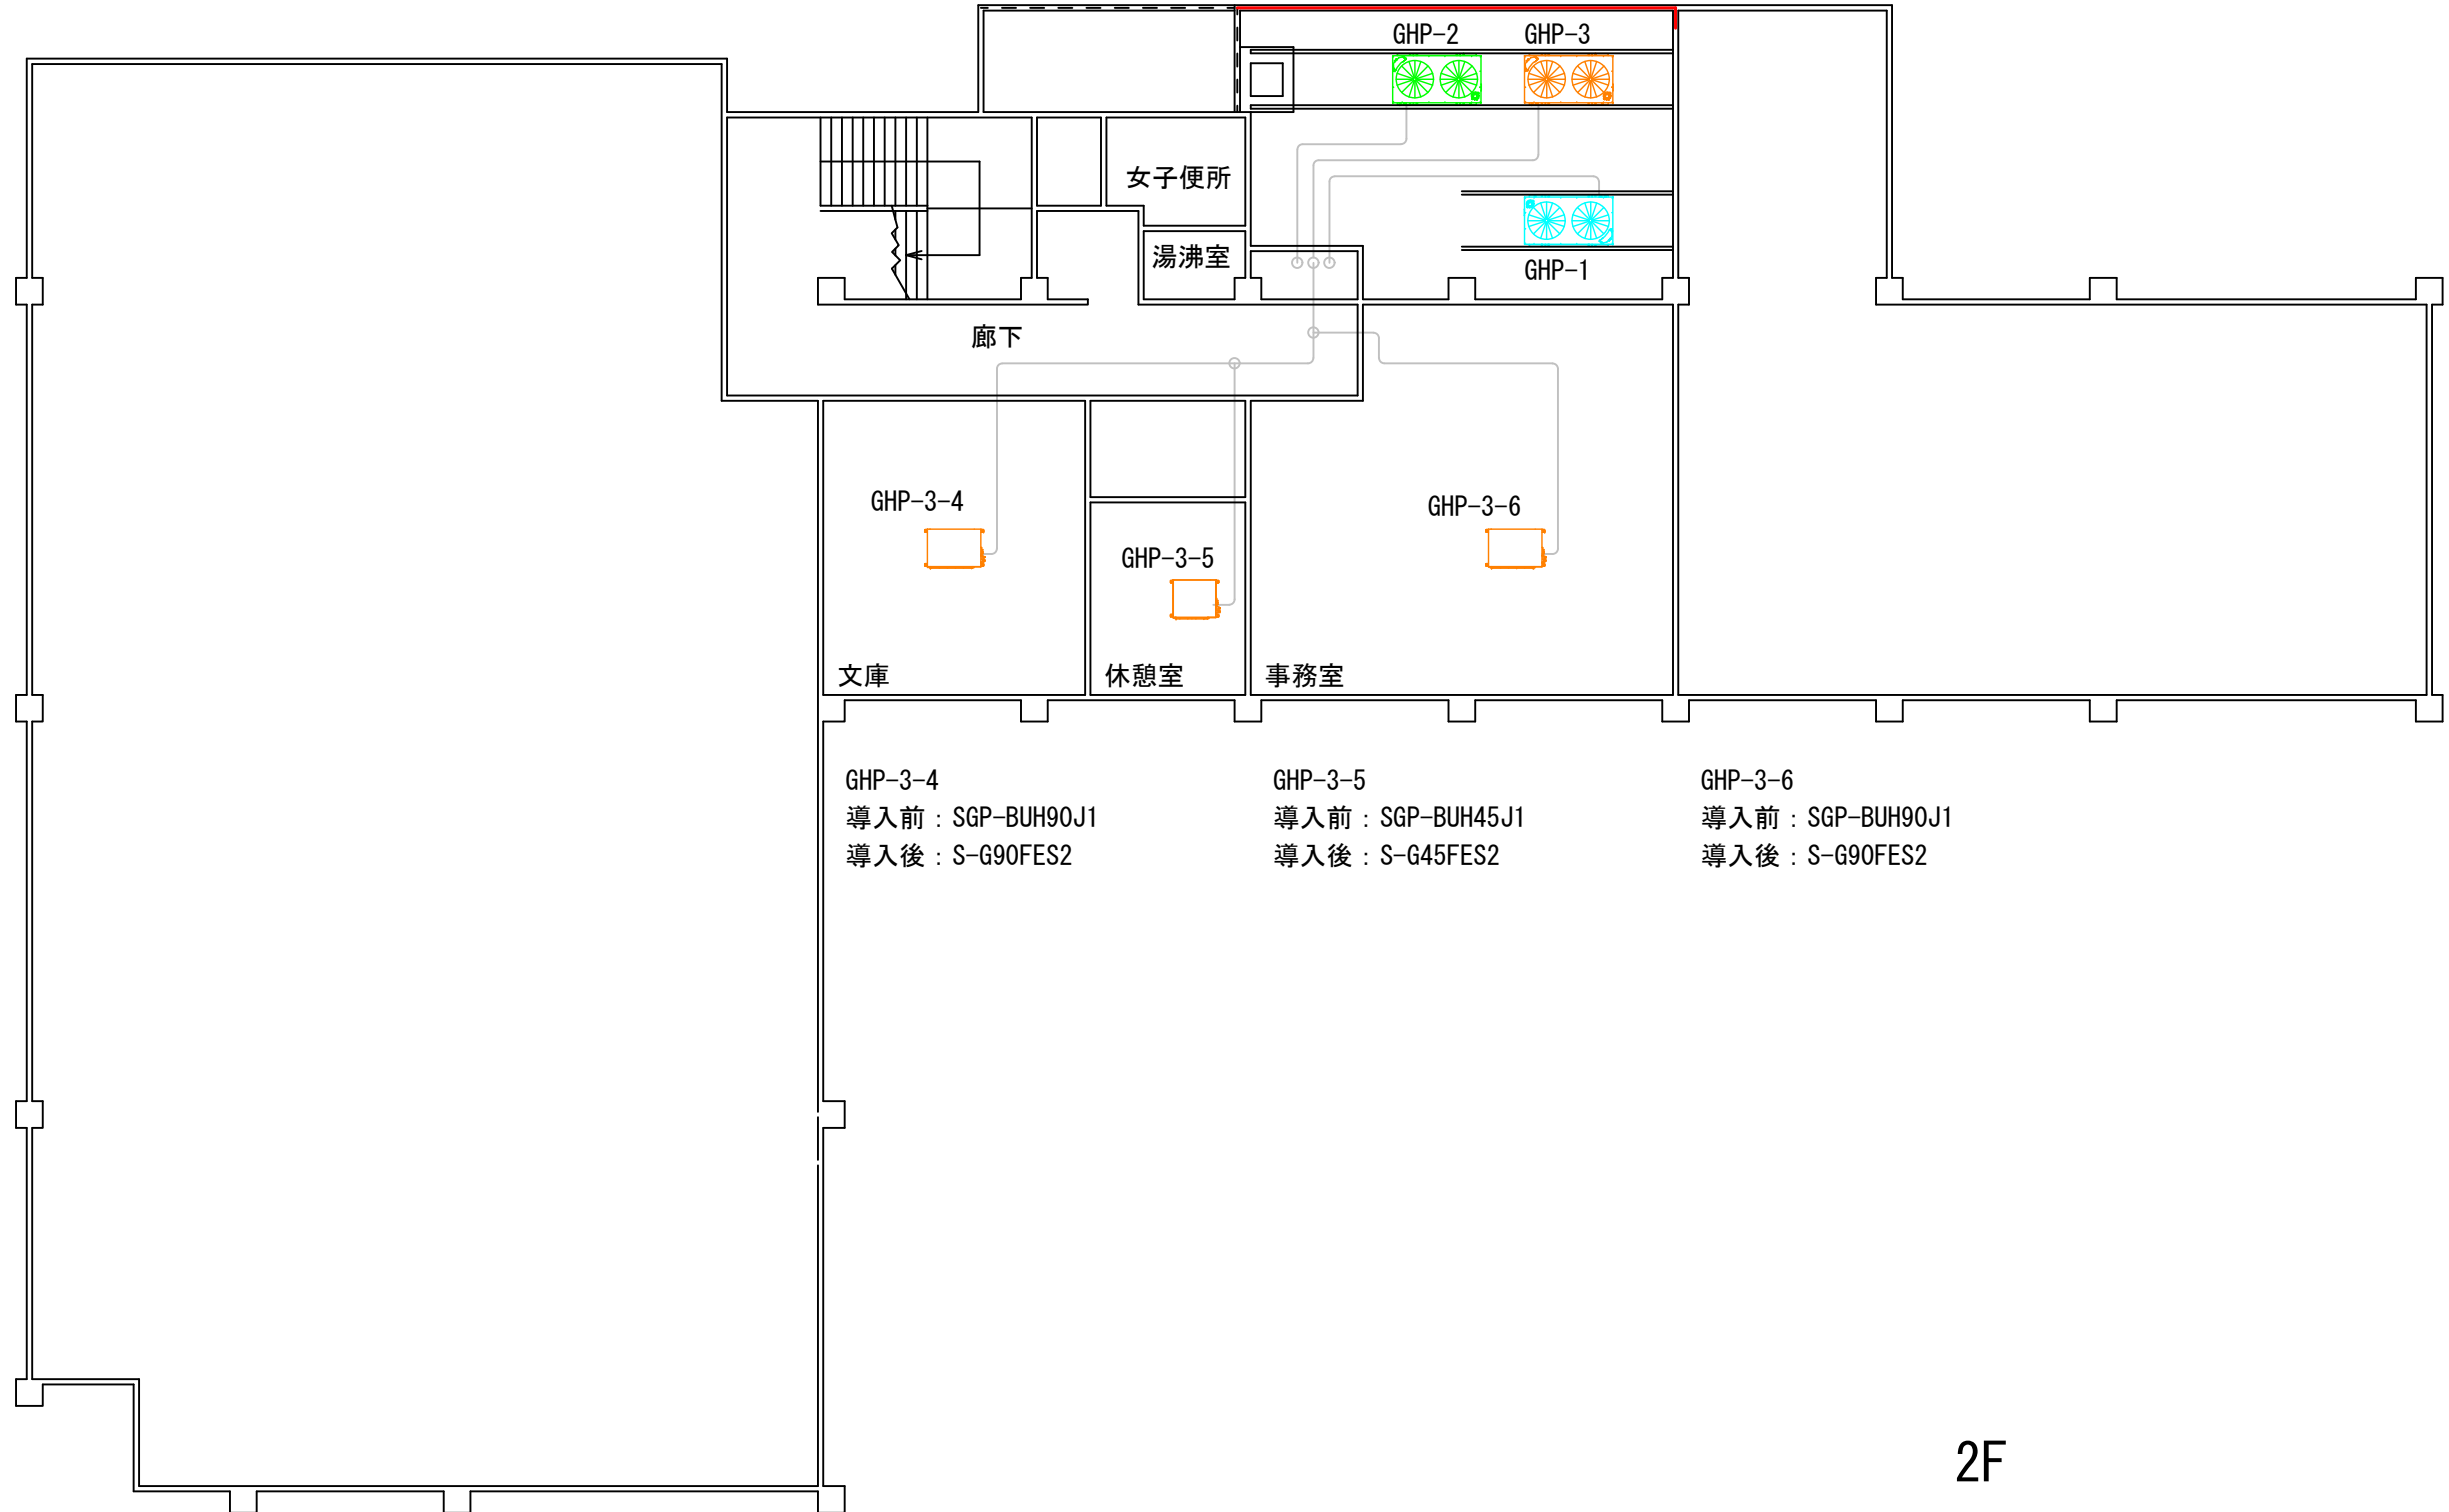 GHP-2
GHP-3
女子便所
湯沸室
GHP-1
廊下
GHP-3-4
GHP-3-6
GHP-3-5
文庫
休憩室
事務室
GHP-3-4
導入前：SGP-BUH90J1
導入後：S-G90FES2
GHP-3-5
導入前：SGP-BUH45J1
導入後：S-G45FES2
GHP-3-6
導入前：SGP-BUH90J1
導入後：S-G90FES2
2F